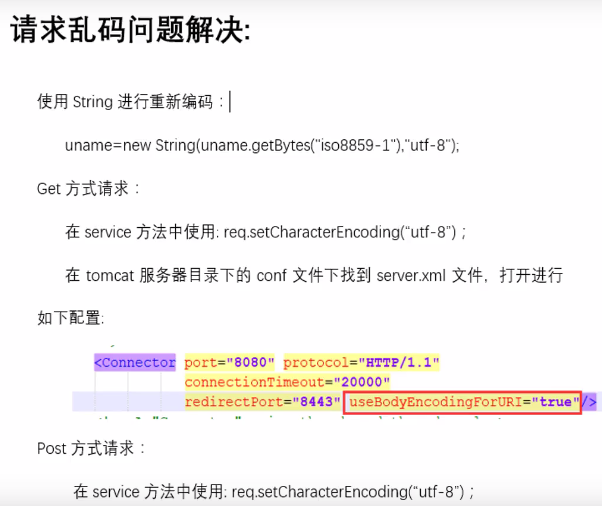 请求乱码问题解决:
使用 String 进行重新编码：
uname=new String(uname.getBytes("iso8859-1"),"utf-8");
Get 方式请求：
在 service 方法中使用: req.setCharacterEncoding(“utf-8”)；
在 tomcat 服务器目录下的 conf 文件下找到 server.xml 文件，打开进行
如下配置:
<Connector port="8080" protocol="HTTP/1.1"
connectionTimeout="20000"
redirectPort="8443" useBodyEncodingForURI="true"/>
Post 方式请求：
在 service 方法中使用: req.setCharacterEncoding(“utf-8”)；